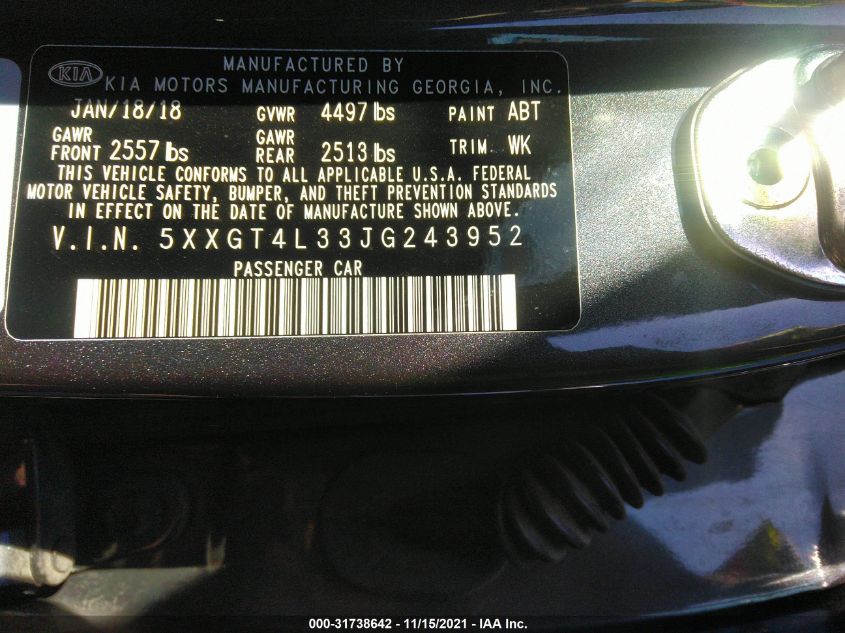 KIA
MANUFACTURED BY
KIA MOTORS MANUFACTURING GEORGIA, INC.
JAN/18/18 GVWR 4497 lbs PAINT ABT
GAWR FRONT 2557 lbs GAWR REAR 2513 lbs TRIM. WK
THIS VEHICLE CONFORMS TO ALL APPLICABLE U.S.A. FEDERAL
MOTOR VEHICLE SAFETY, BUMPER, AND THEFT PREVENTION STANDARDS
IN EFFECT ON THE DATE OF MANUFACTURE SHOWN ABOVE.
V.I.N. 5XXGT4L33JG243952
PASSENGER CAR
000-31738642 - 11/15/2021 - IAA Inc.